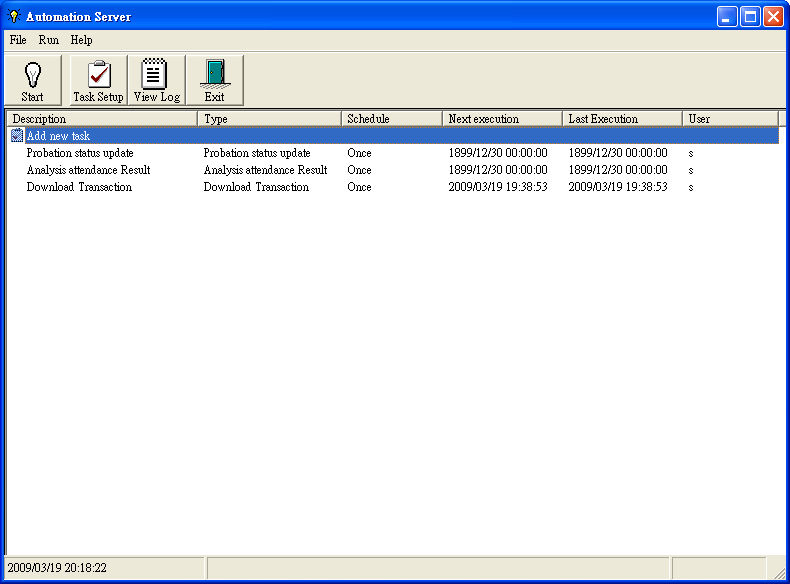 Automation Server
File Run Help
Start Task Setup View Log Exit
Description Type Schedule Next execution Last Execution User
Add new task
Probation status update Probation status update Once 1899/12/30 00:00:00 1899/12/30 00:00:00 s
Analysis attendance Result Analysis attendance Result Once 1899/12/30 00:00:00 1899/12/30 00:00:00 s
Download Transaction Download Transaction Once 2009/03/19 19:38:53 2009/03/19 19:38:53 s
2009/03/19 20:18:22